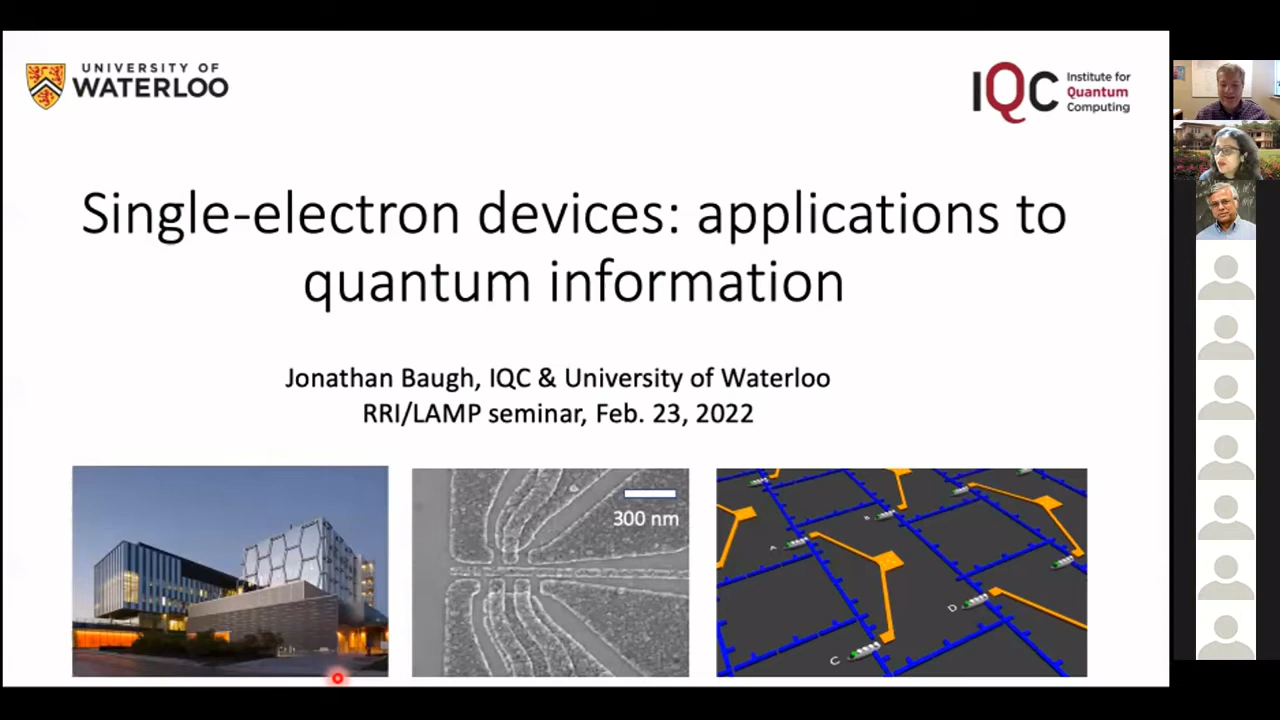 UNIVERSITY OF
WATERLOO
IQC
Institute for
Quantum
Computing
Single-electron devices: applications to
quantum information
Jonathan Baugh, IQC & University of Waterloo
RRI/LAMP seminar, Feb. 23, 2022
300 nm
A
B
C
D